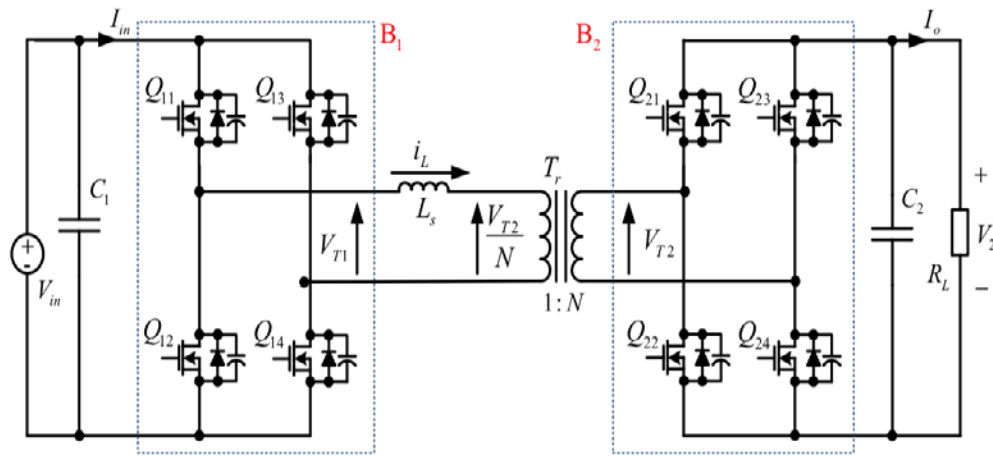 I_in
B_1
B_2
I_o
Q_11
Q_13
Q_21
Q_23
i_L
T_r
C_1
L_s
C_2
+
V_T1
V_T2/N
V_T2
V_2
+
-
V_in
R_L
−
1:N
Q_12
Q_14
Q_22
Q_24